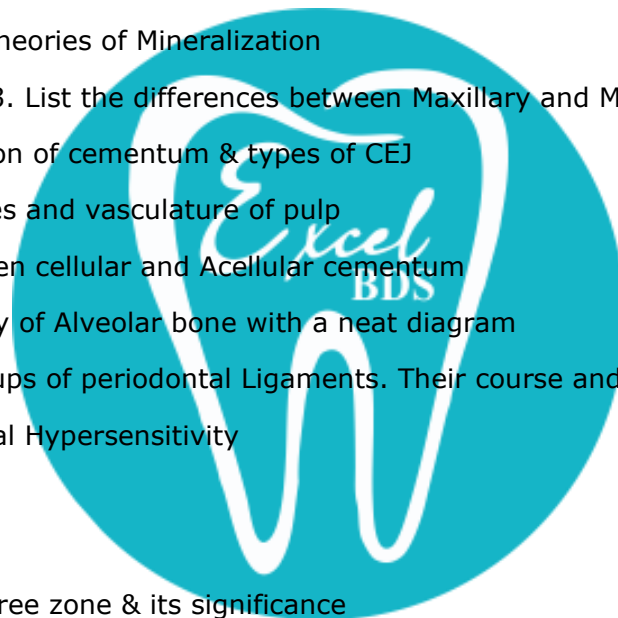 heories of Mineralization
3. List the differences between Maxillary and M
on of cementum & types of CEJ
es and vasculature of pulp
Excel
en cellular and Acellular cementum
BDS
y of Alveolar bone with a neat diagram
ups of periodontal Ligaments. Their course and
al Hypersensitivity
ree zone & its significance